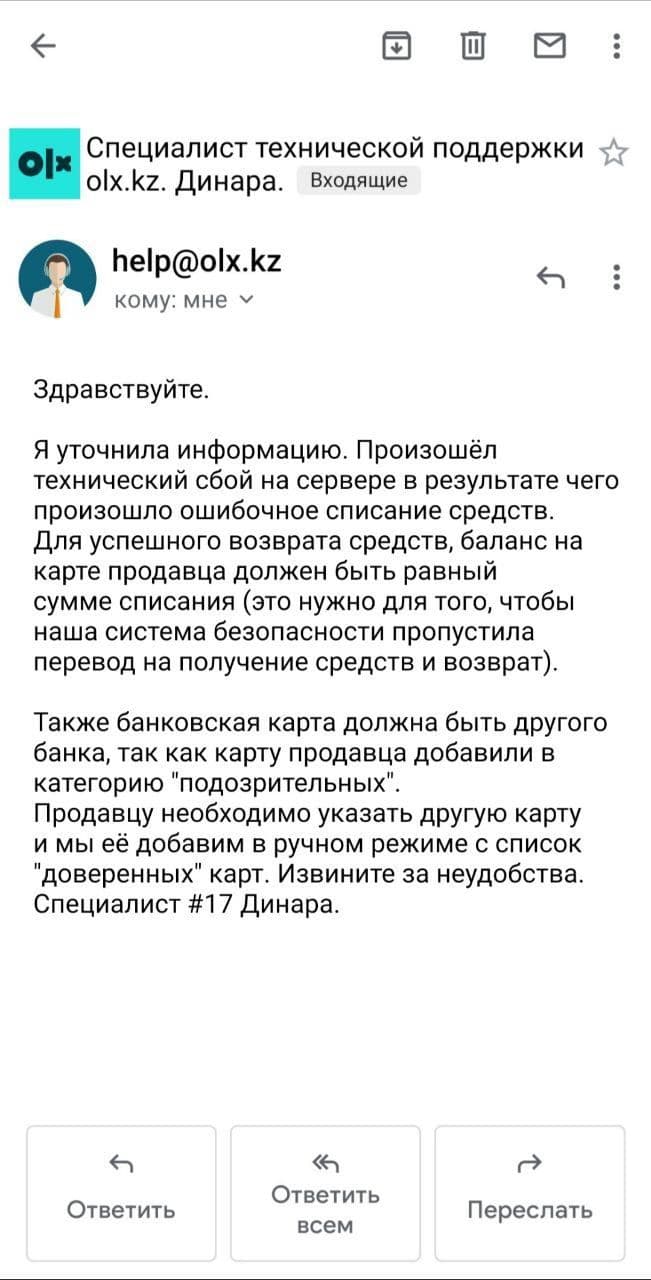 olx
Специалист технической поддержки
olx.kz. Динара. Входящие
help@olx.kz
кому: мне
Здравствуйте.
Я уточнила информацию. Произошёл
технический сбой на сервере в результате чего
произошло ошибочное списание средств.
Для успешного возврата средств, баланс на
карте продавца должен быть равный
сумме списания (это нужно для того, чтобы
наша система безопасности пропустила
перевод на получение средств и возврат).
Также банковская карта должна быть другого
банка, так как карту продавца добавили в
категорию "подозрительных".
Продавцу необходимо указать другую карту
и мы её добавим в ручном режиме с список
"доверенных" карт. Извините за неудобства.
Специалист #17 Динара.
Ответить
Ответить
всем
Переслать